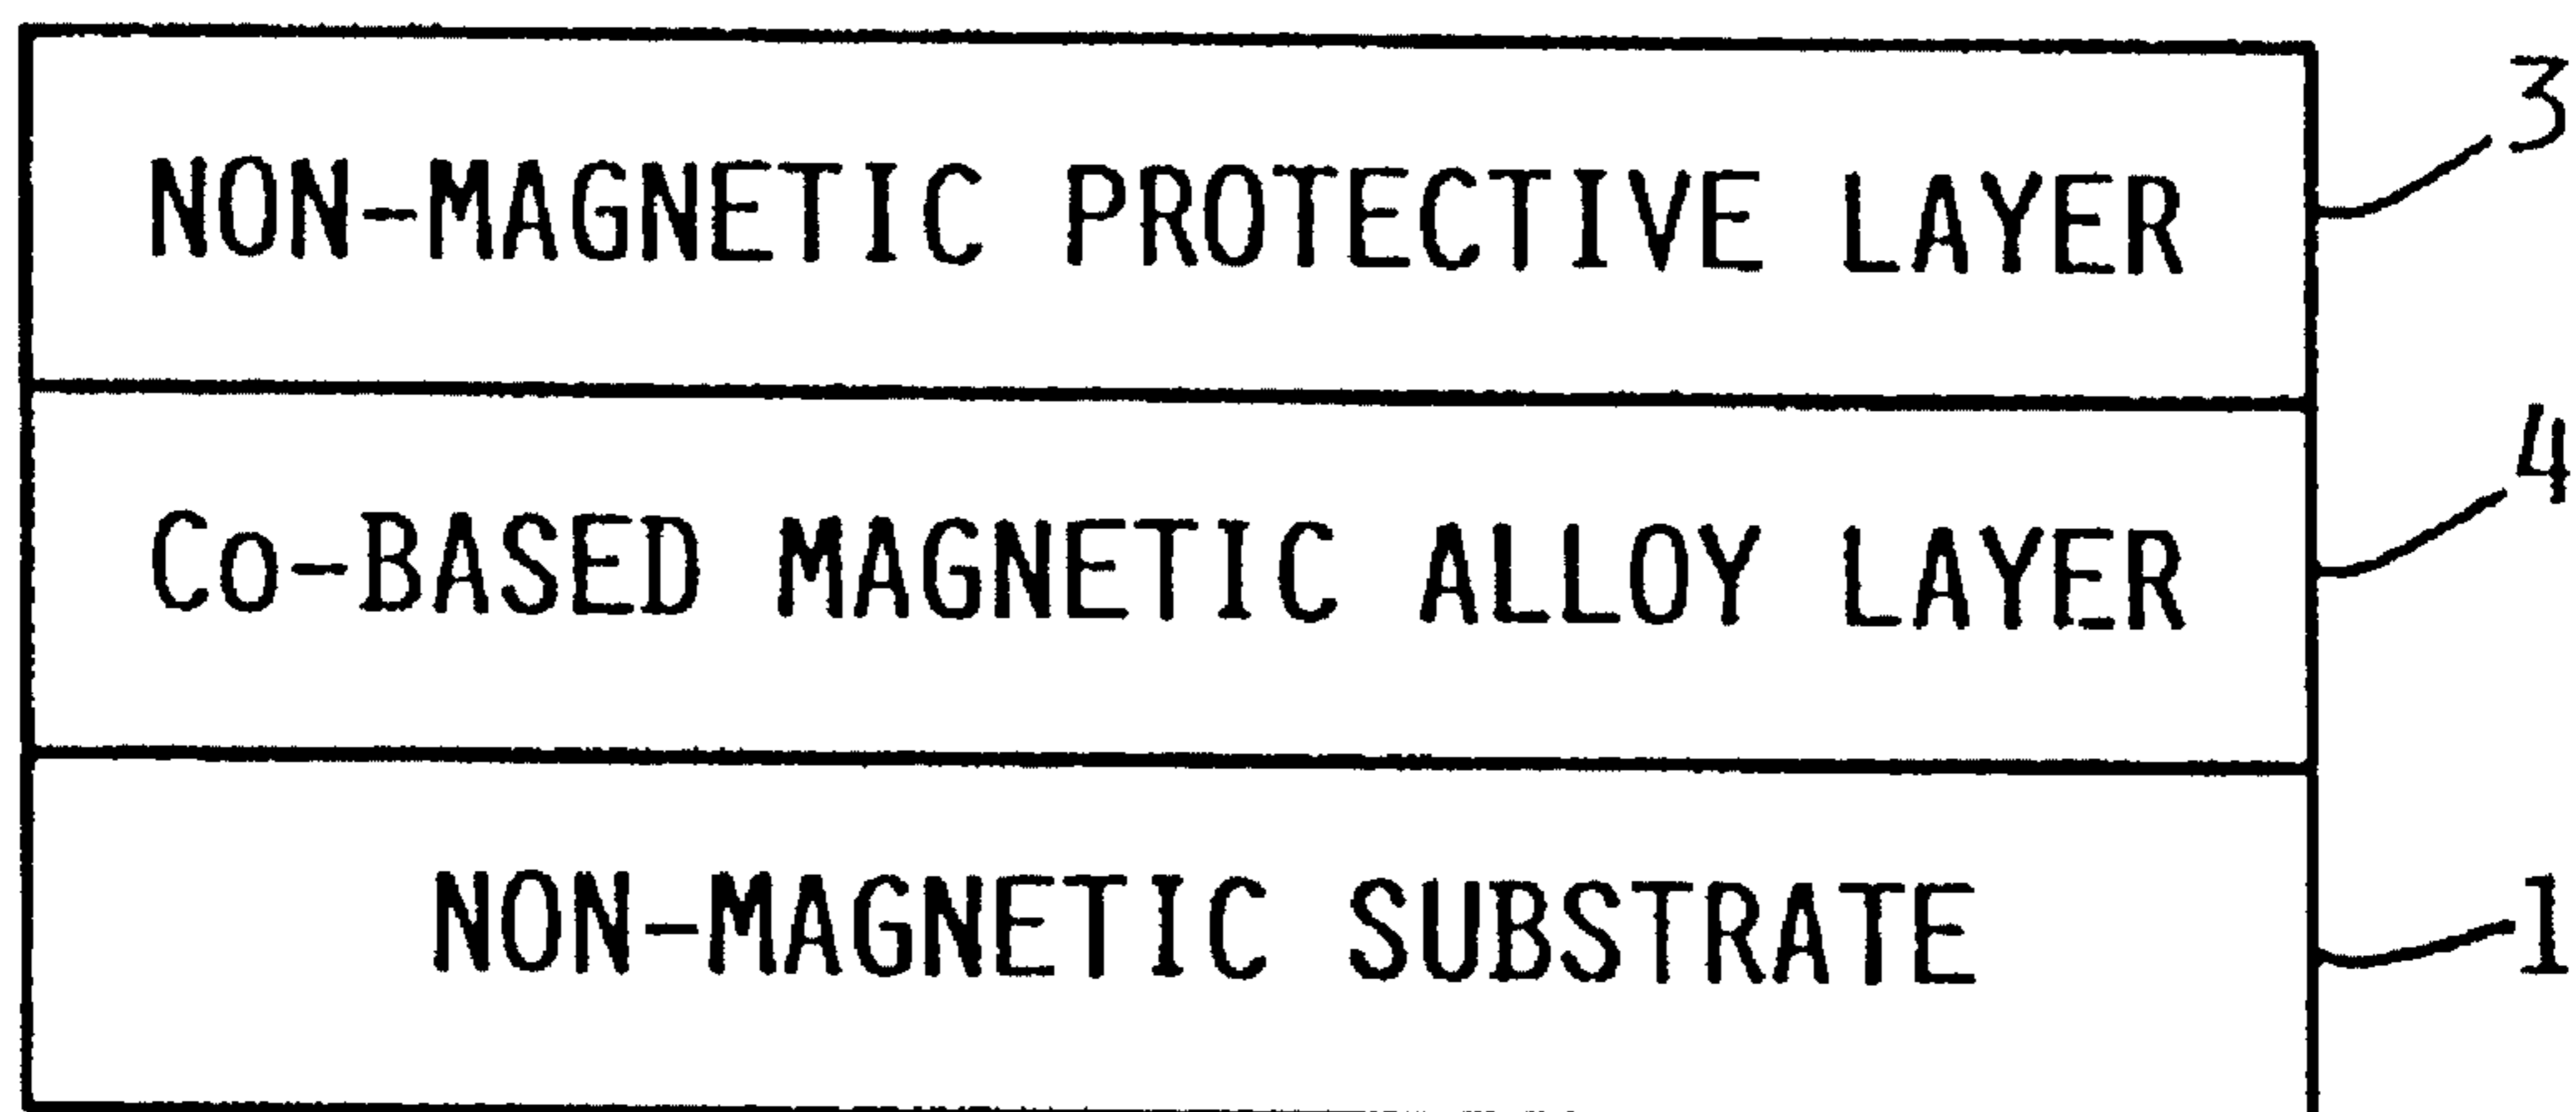 NON-MAGNETIC PROTECTIVE LAYER 3
Co-BASED MAGNETIC ALLOY LAYER 4
NON-MAGNETIC SUBSTRATE 1